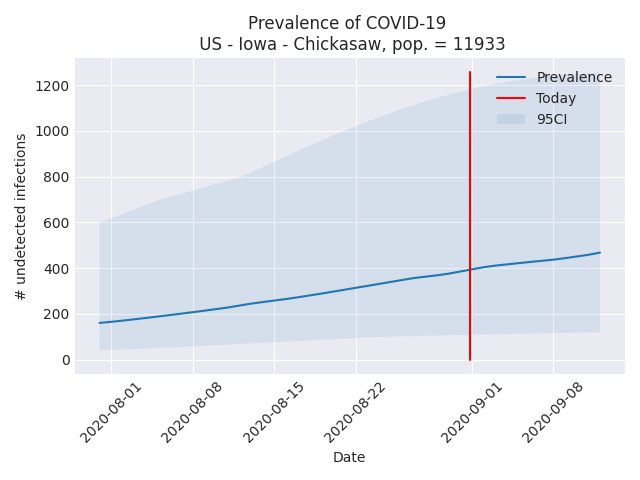 Prevalence of COVID-19
US - Iowa - Chickasaw, pop. = 11933
# undetected infections
1200
1000
800
600
400
200
0
Prevalence
Today
95CI
2020-08-01
2020-08-08
2020-08-15
2020-08-22
2020-09-01
2020-09-08
Date